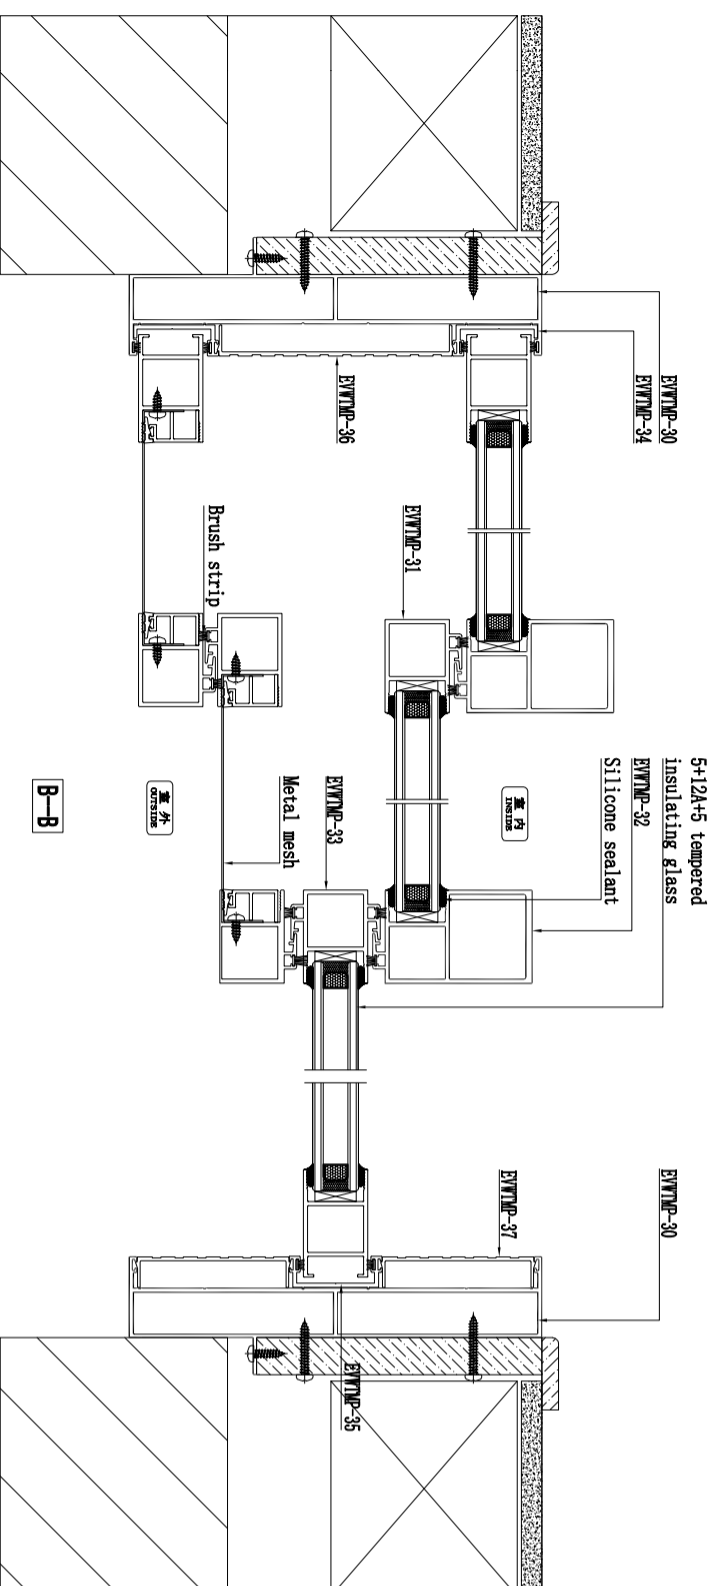 EVWTMP-30
EVWTMP-34
EVWTMP-36
Brush strip
EVWTMP-31
5+12A+5 tempered
insulating glass
EVWTMP-32
Silicone sealant
室内
INSIDE
EVWTMP-33
Metal mesh
室外
OUTSIDE
EVWTMP-30
EVWTMP-37
EVWTMP-35
B—B